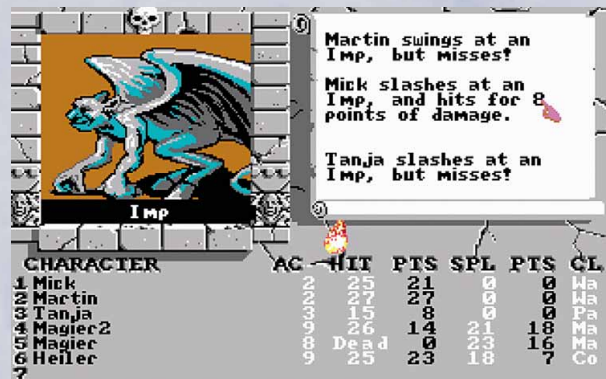 Martin swings at an
Imp, but misses!
Mick slashes at an
Imp, and hits for 8
points of damage.
Tanja slashes at an
Imp, but misses!
Imp
CHARACTER AC HIT PTS SPL PTS CL
1 Mick 2 25 21 0 0 Wa
2 Martin 2 27 27 0 0 Wa
3 Tanja 3 15 8 0 0 Pa
4 Magier2 9 26 14 21 18 Ma
5 Magier 8 Dead 0 23 16 Ma
6 Heiler 9 25 23 18 7 Co
7